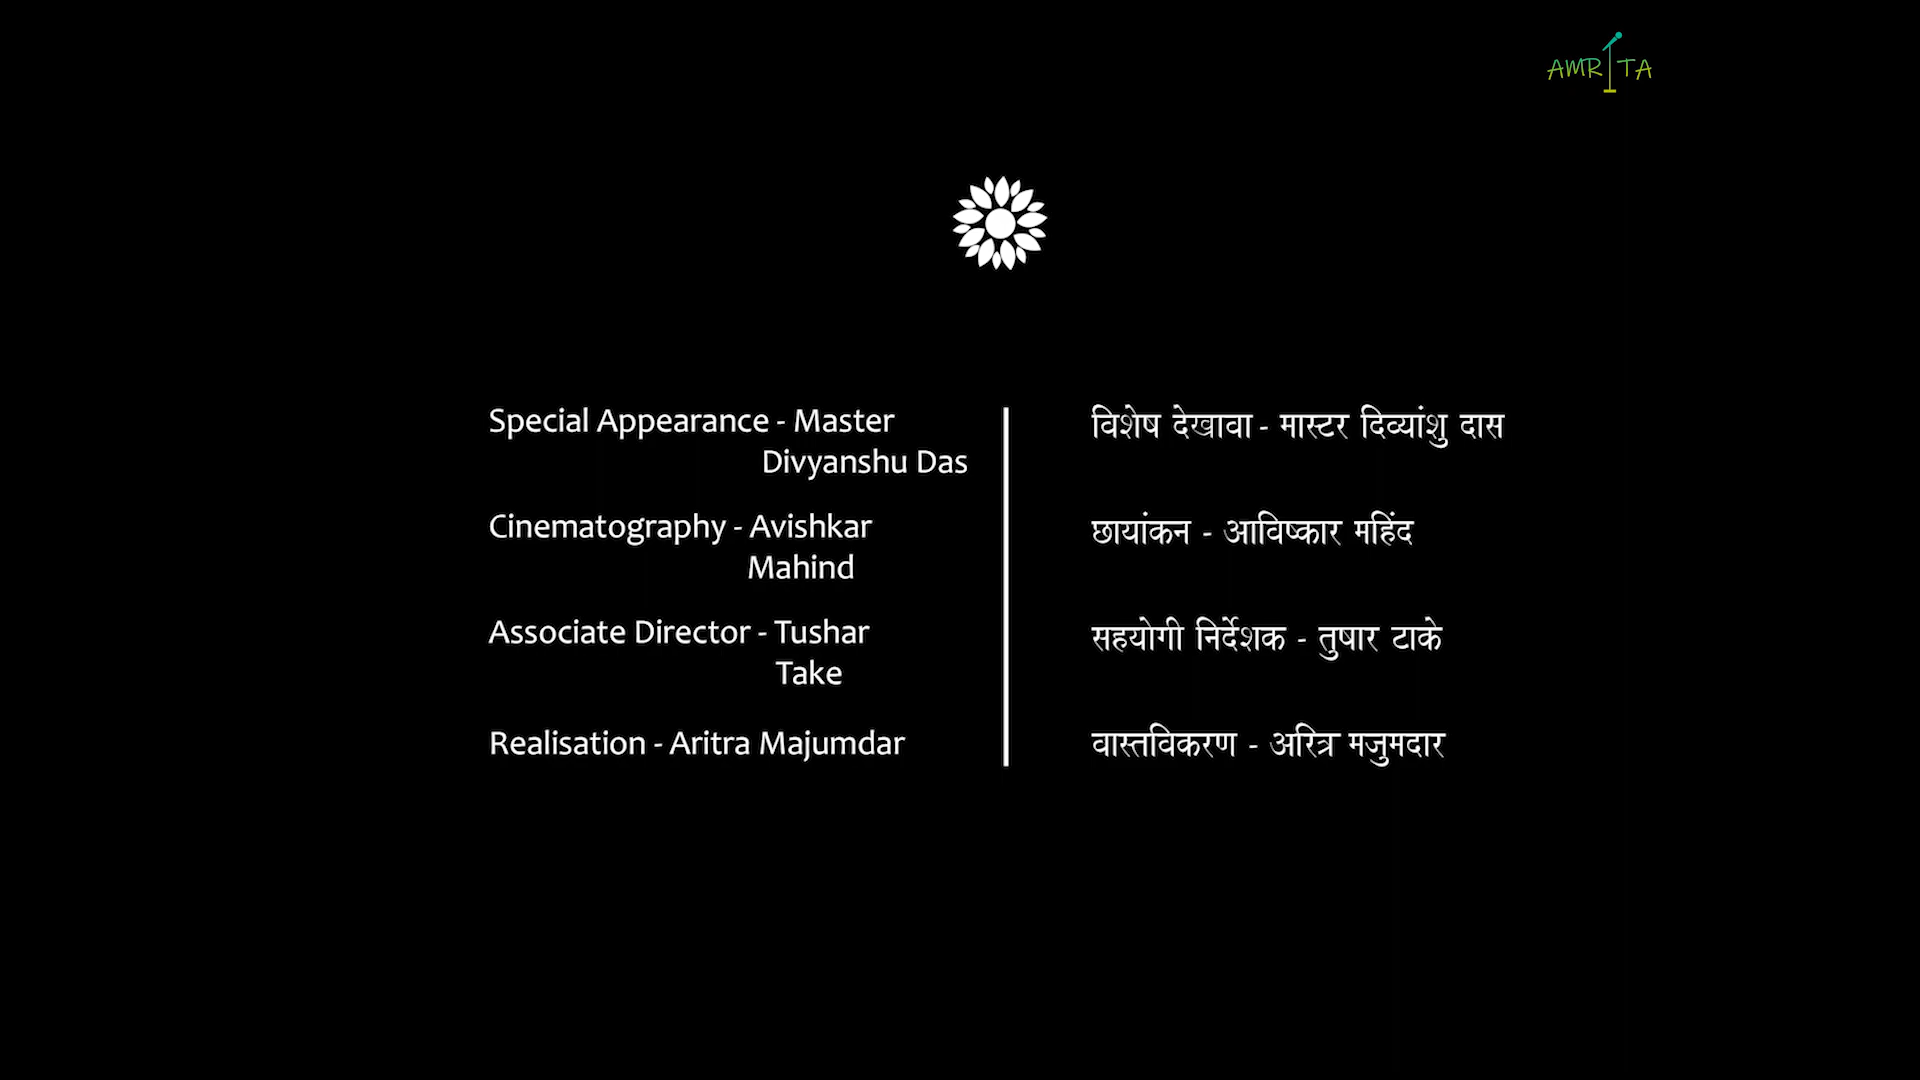 AMRITA
Special Appearance - Master
Divyanshu Das
Cinematography - Avishkar
Mahind
Associate Director - Tushar
Take
Realisation - Aritra Majumdar
विशेष देखावा - मास्टर दिव्यांशु दास
छायांकन - आविष्कार महिंद
सहयोगी निर्देशक - तुषार टाके
वास्तविकरण - अरित्र मजुमदार